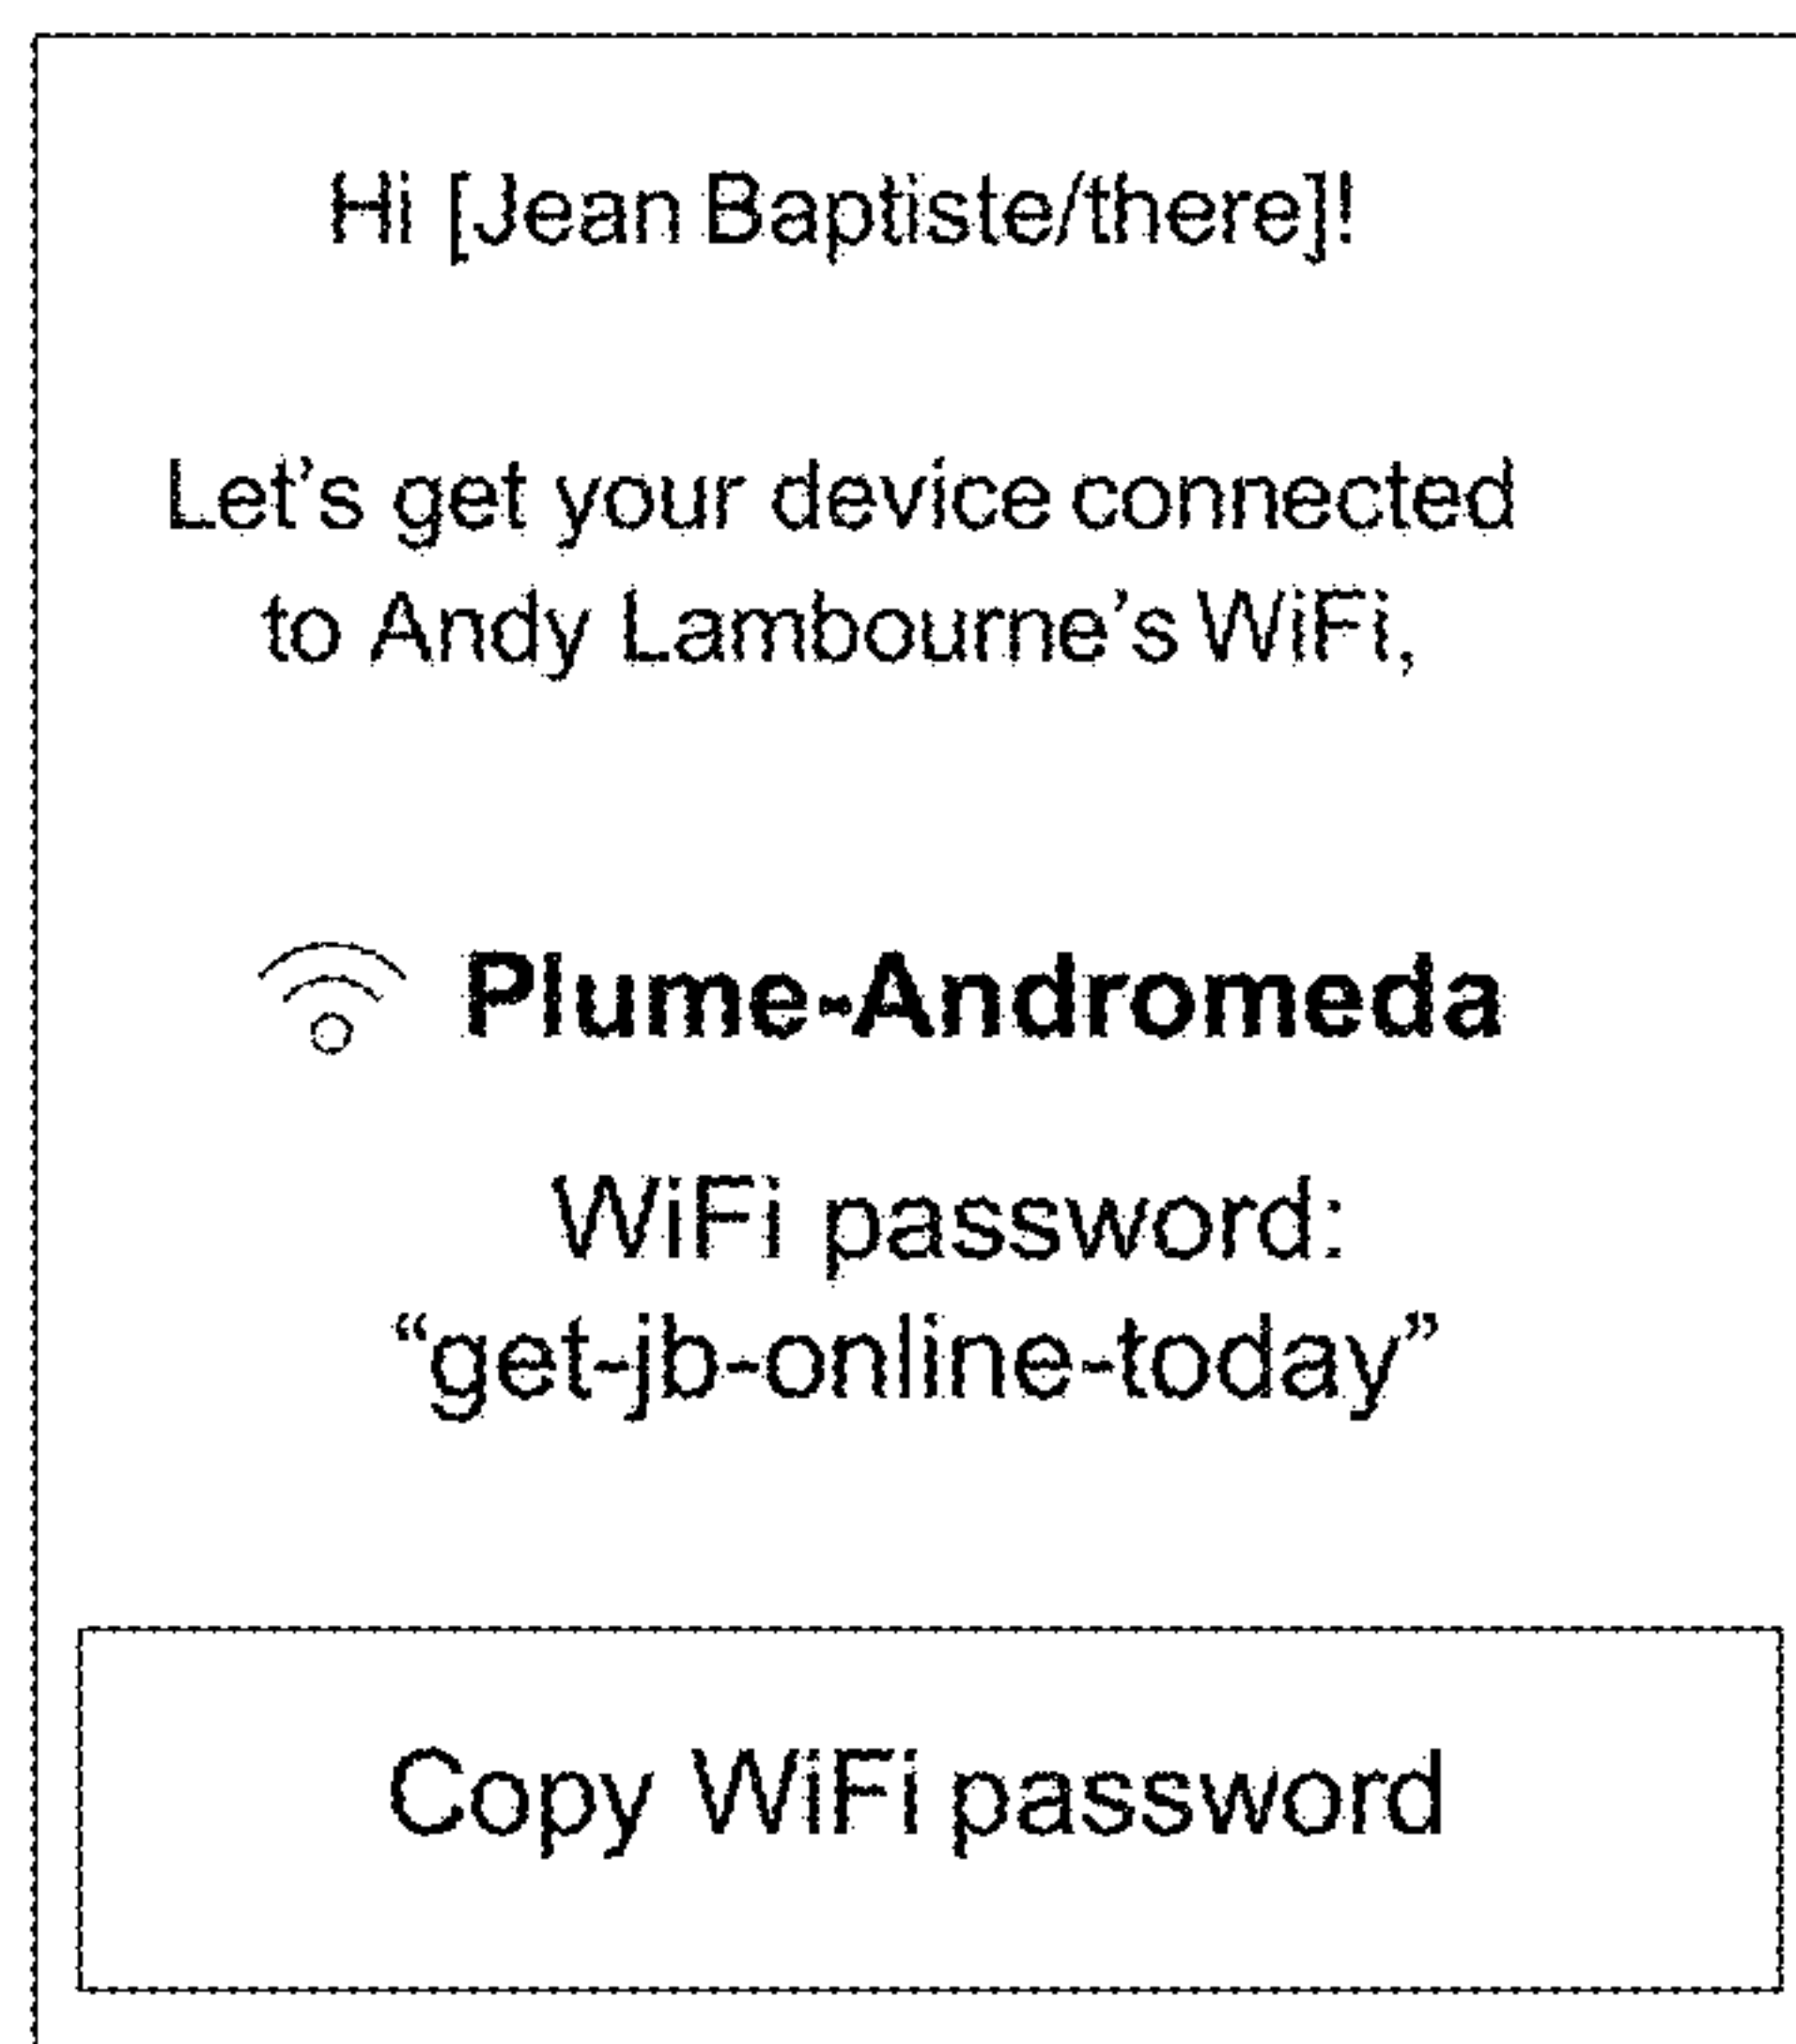 Hi [Jean Baptiste/there]!
Let’s get your device connected
to Andy Lambourne’s WiFi,
Plume-Andromeda
WiFi password:
“get-jb-online-today”
Copy WiFi password